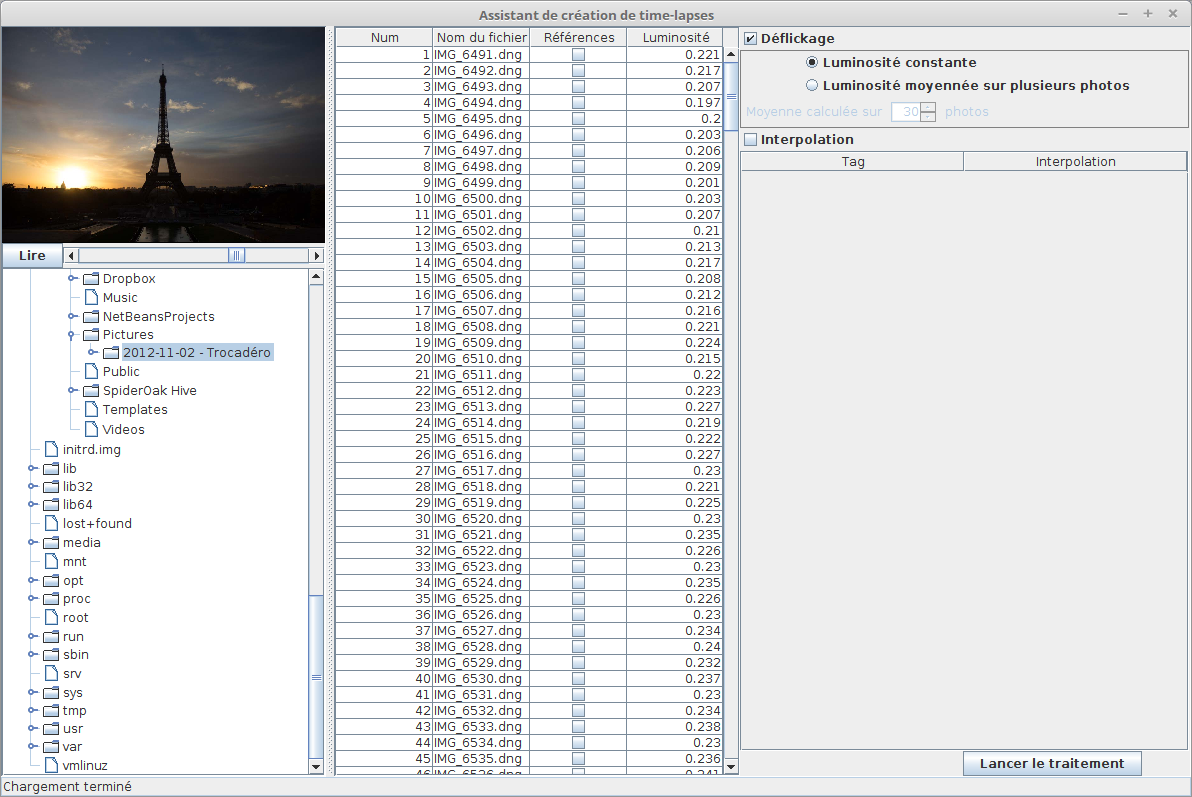 Assistant de création de time-lapses
Lire
Dropbox
Music
NetBeansProjects
Pictures
2012-11-02 - Trocadéro
Public
SpiderOak Hive
Templates
Videos
initrd.img
lib
lib32
lib64
lost+found
media
mnt
opt
proc
root
run
sbin
srv
sys
tmp
usr
var
vmlinuz
Num Nom du fichier Références Luminosité
1 IMG_6491.dng 0.221
2 IMG_6492.dng 0.217
3 IMG_6493.dng 0.207
4 IMG_6494.dng 0.197
5 IMG_6495.dng 0.2
6 IMG_6496.dng 0.203
7 IMG_6497.dng 0.206
8 IMG_6498.dng 0.209
9 IMG_6499.dng 0.201
10 IMG_6500.dng 0.203
11 IMG_6501.dng 0.207
12 IMG_6502.dng 0.21
13 IMG_6503.dng 0.213
14 IMG_6504.dng 0.217
15 IMG_6505.dng 0.208
16 IMG_6506.dng 0.212
17 IMG_6507.dng 0.216
18 IMG_6508.dng 0.221
19 IMG_6509.dng 0.224
20 IMG_6510.dng 0.215
21 IMG_6511.dng 0.22
22 IMG_6512.dng 0.223
23 IMG_6513.dng 0.227
24 IMG_6514.dng 0.219
25 IMG_6515.dng 0.222
26 IMG_6516.dng 0.227
27 IMG_6517.dng 0.23
28 IMG_6518.dng 0.221
29 IMG_6519.dng 0.225
30 IMG_6520.dng 0.23
31 IMG_6521.dng 0.235
32 IMG_6522.dng 0.226
33 IMG_6523.dng 0.23
34 IMG_6524.dng 0.235
35 IMG_6525.dng 0.226
36 IMG_6526.dng 0.23
37 IMG_6527.dng 0.234
38 IMG_6528.dng 0.24
39 IMG_6529.dng 0.232
40 IMG_6530.dng 0.237
41 IMG_6531.dng 0.23
42 IMG_6532.dng 0.234
43 IMG_6533.dng 0.238
44 IMG_6534.dng 0.23
45 IMG_6535.dng 0.236
46 IMG_6536.dng 0.241
Déflickage
Luminosité constante
Luminosité moyennée sur plusieurs photos
Moyenne calculée sur 30 photos
Interpolation
Tag Interpolation
Lancer le traitement
Chargement terminé